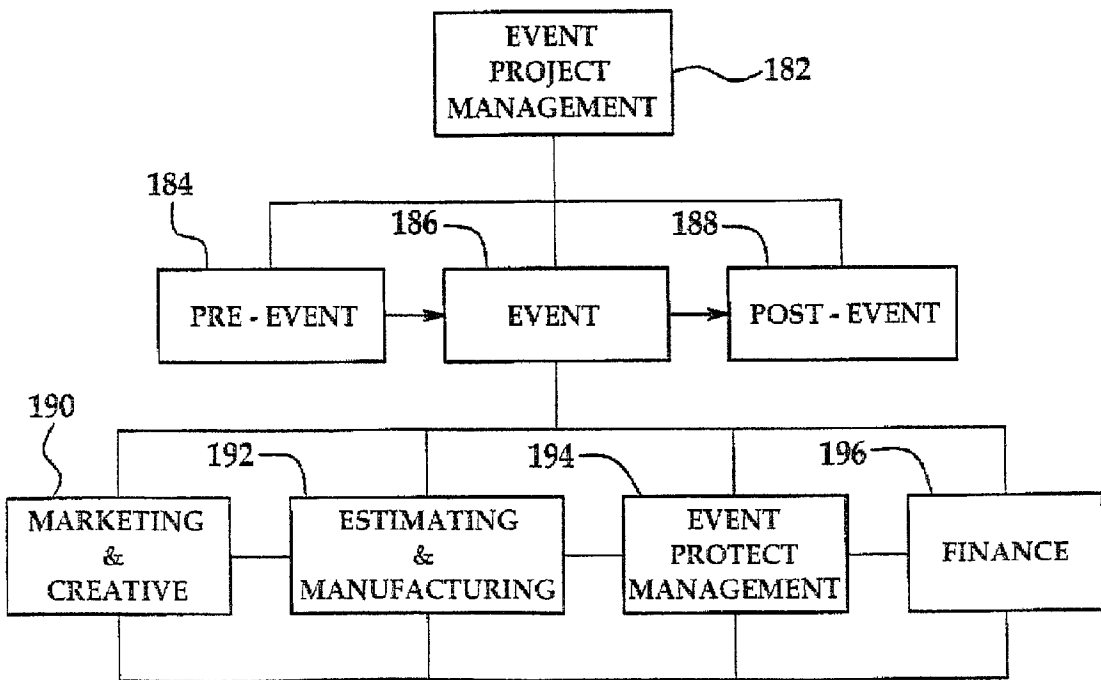 EVENT
PROJECT
MANAGEMENT
182
184
186
188
PRE - EVENT
EVENT
POST - EVENT
190
192
194
196
MARKETING
&
CREATIVE
ESTIMATING
&
MANUFACTURING
EVENT
PROTECT
MANAGEMENT
FINANCE